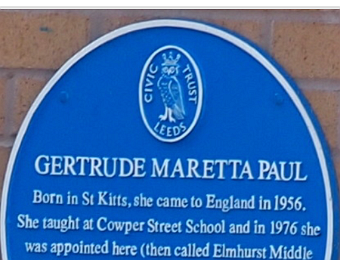 CIVIC TRUST
LEEDS
GERTRUDE MARETTA PAUL
Born in St Kitts, she came to England in 1956.
She taught at Cowper Street School and in 1976 she
was appointed here (then called Elmhurst Middle